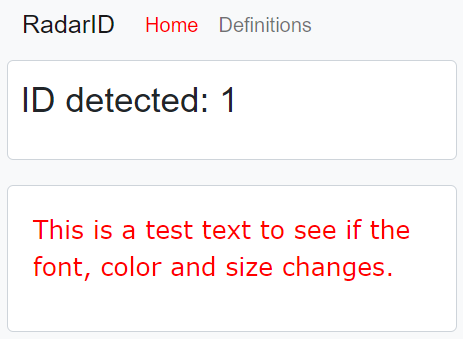 RadarID Home Definitions
ID detected: 1
This is a test text to see if the
font, color and size changes.